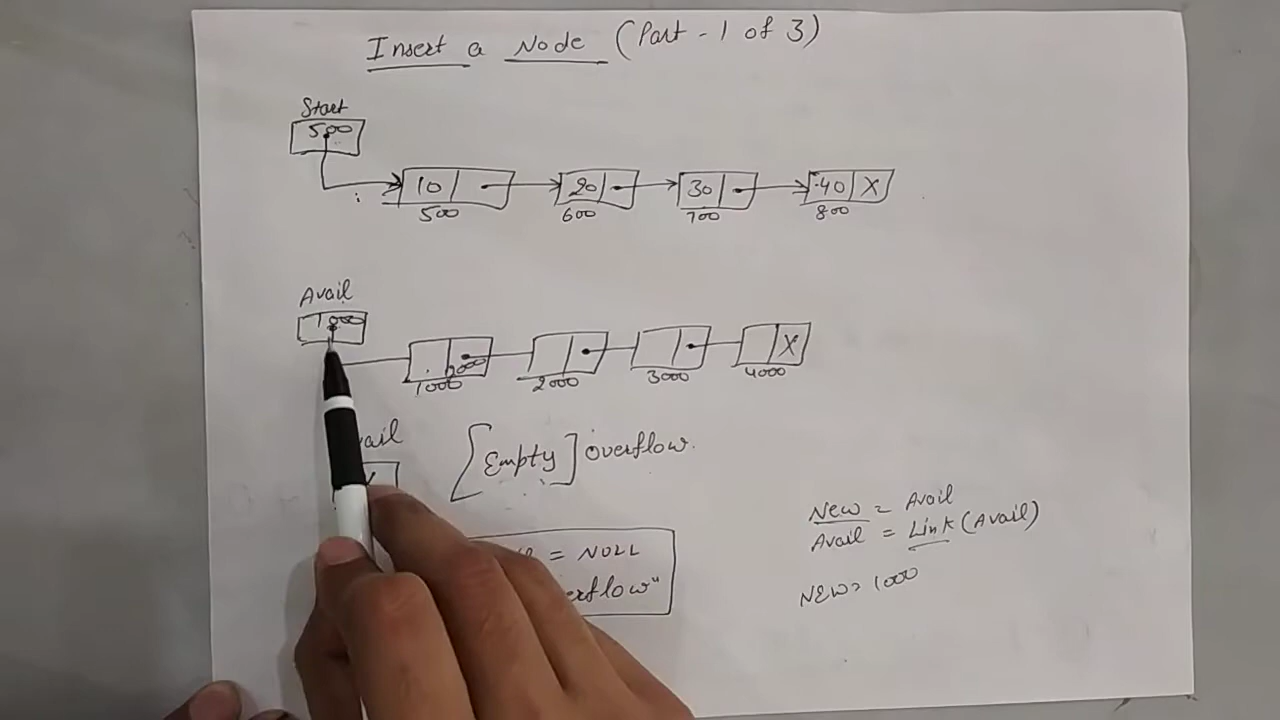 Insert a Node (Part - 1 of 3)
Start
500
10 20 30 40 X
500 600 700 800
Avail
1000
2000 X
1000 2000 3000 4000
[Empty] overflow.
New = Avail
Avail = Link (Avail)
= NULL
NEW = 1000